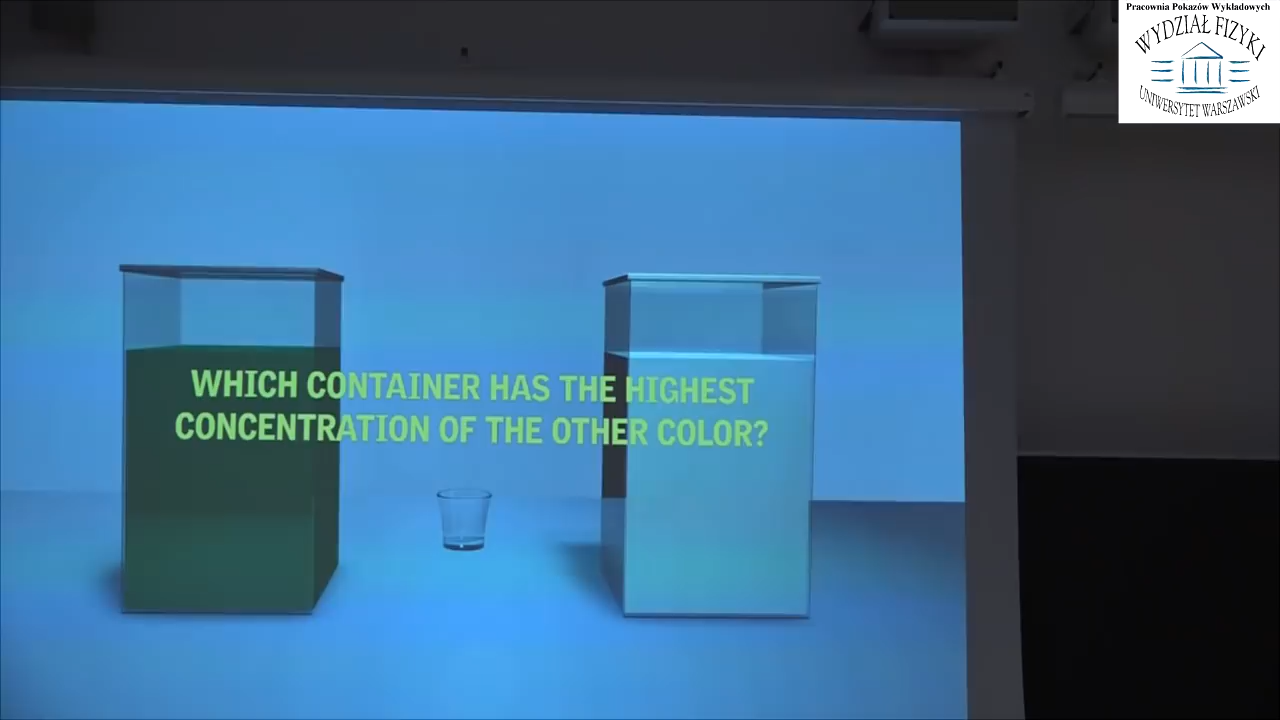 Pracownia Pokazów Wykładowych
WYDZIAŁ FIZYKI
UNIWERSYTET WARSZAWSKI
WHICH CONTAINER HAS THE HIGHEST
CONCENTRATION OF THE OTHER COLOR?